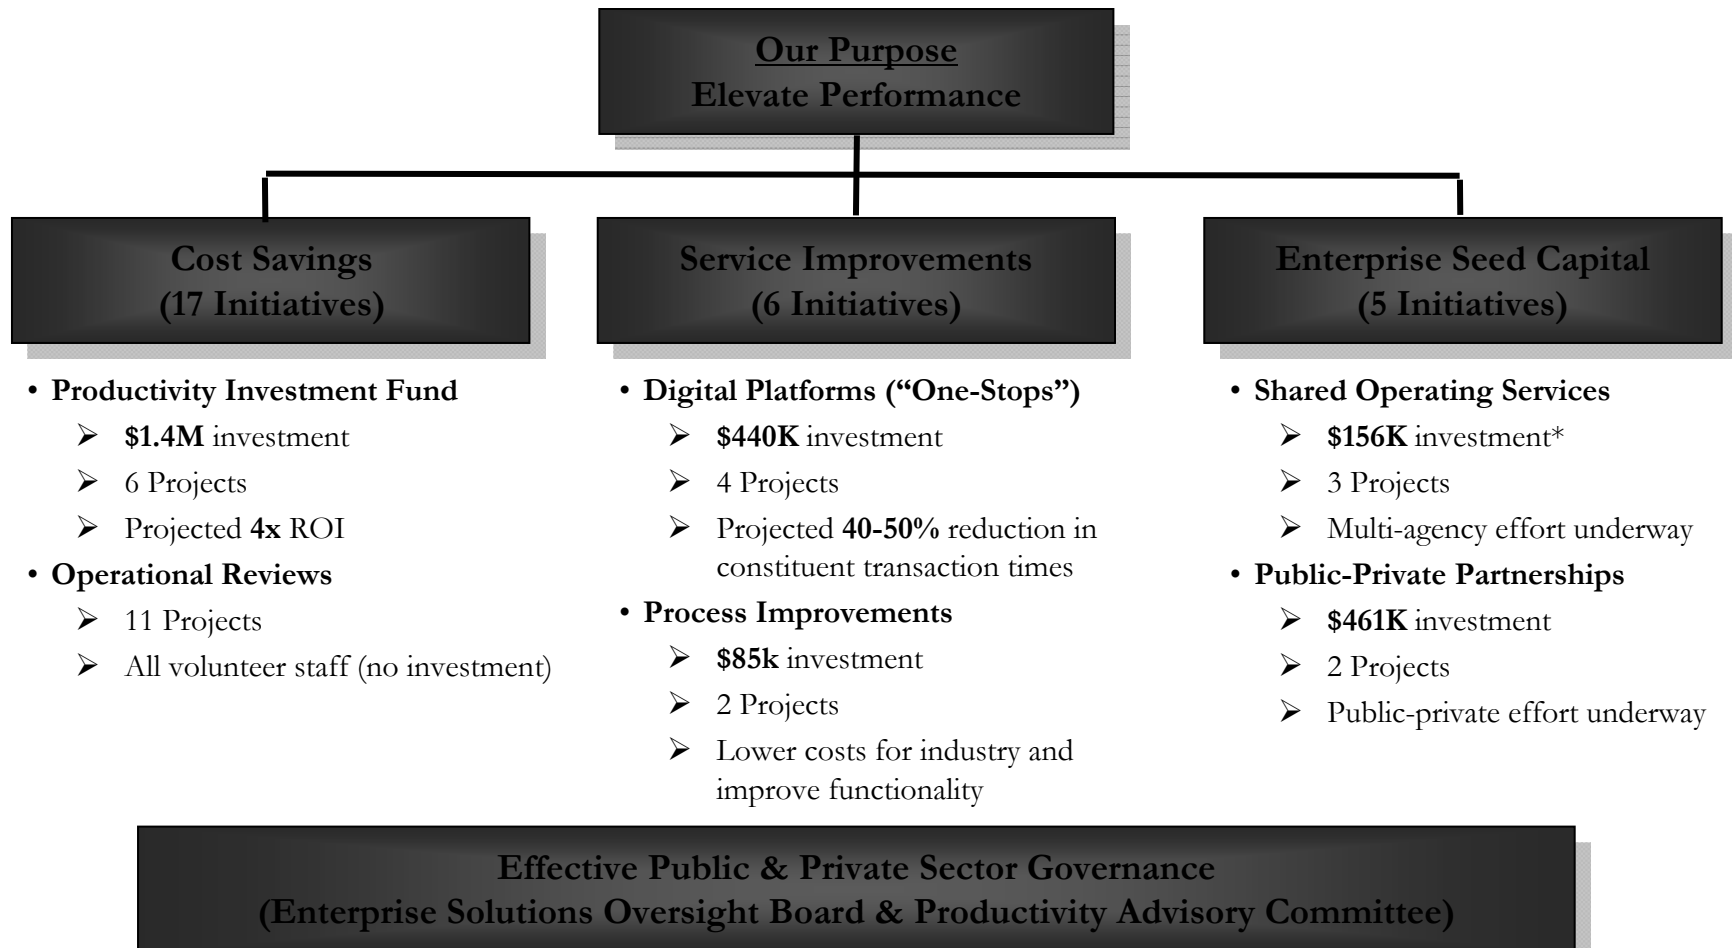 Our Purpose
Elevate Performance
Cost Savings
(17 Initiatives)
• Productivity Investment Fund
➢ $1.4M investment
➢ 6 Projects
➢ Projected 4x ROI
• Operational Reviews
➢ 11 Projects
➢ All volunteer staff (no investment)
Service Improvements
(6 Initiatives)
• Digital Platforms (“One-Stops”)
➢ $440K investment
➢ 4 Projects
➢ Projected 40-50% reduction in
constituent transaction times
• Process Improvements
➢ $85k investment
➢ 2 Projects
➢ Lower costs for industry and
improve functionality
Enterprise Seed Capital
(5 Initiatives)
• Shared Operating Services
➢ $156K investment*
➢ 3 Projects
➢ Multi-agency effort underway
• Public-Private Partnerships
➢ $461K investment
➢ 2 Projects
➢ Public-private effort underway
Effective Public & Private Sector Governance
(Enterprise Solutions Oversight Board & Productivity Advisory Committee)